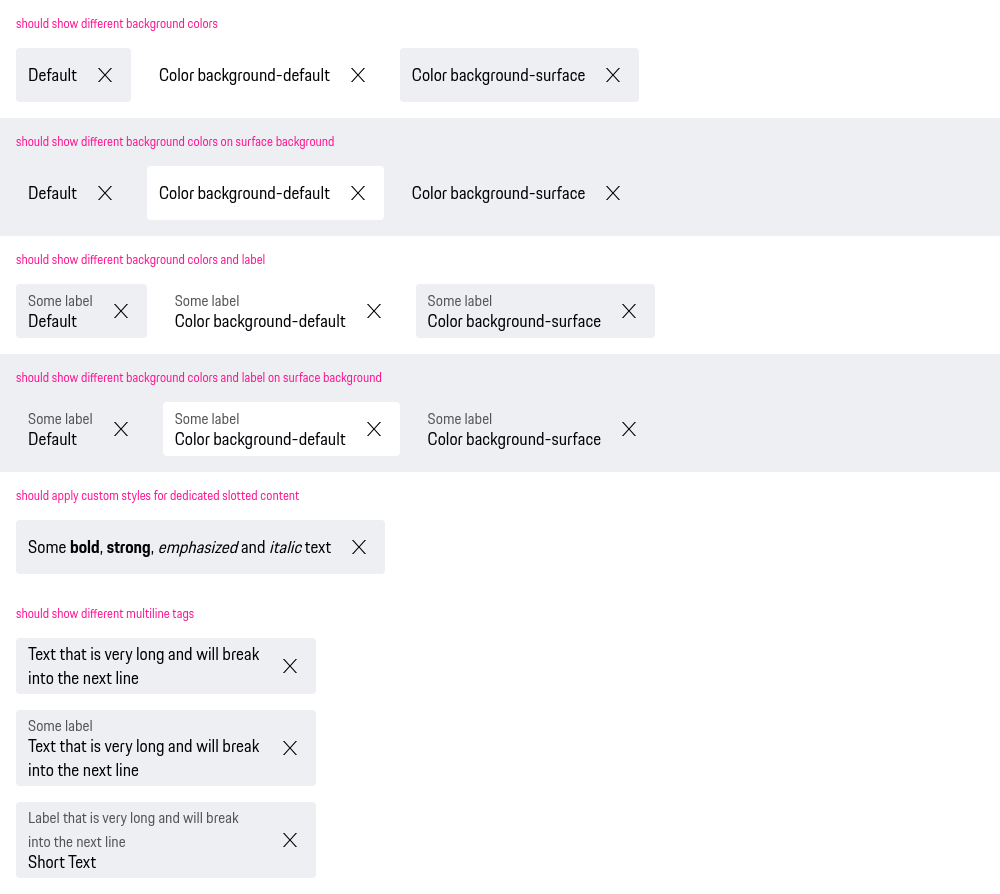 should show different background colors
Default Color background-default Color background-surface
should show different background colors on surface background
Default Color background-default Color background-surface
should show different background colors and label
Some label Some label Some label
Default Color background-default Color background-surface
should show different background colors and label on surface background
Some label Some label Some label
Default Color background-default Color background-surface
should apply custom styles for dedicated slotted content
Some bold, strong, emphasized and italic text
should show different multiline tags
Text that is very long and will break
into the next line
Some label
Text that is very long and will break
into the next line
Label that is very long and will break
into the next line
Short Text